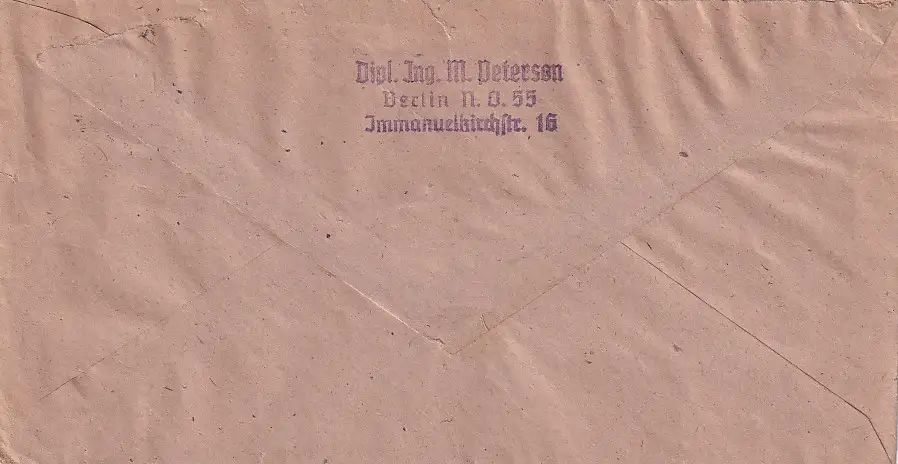 Dipl. Ing. M. Peterson
Berlin N. O. 55
Immanuelkirchstr. 16